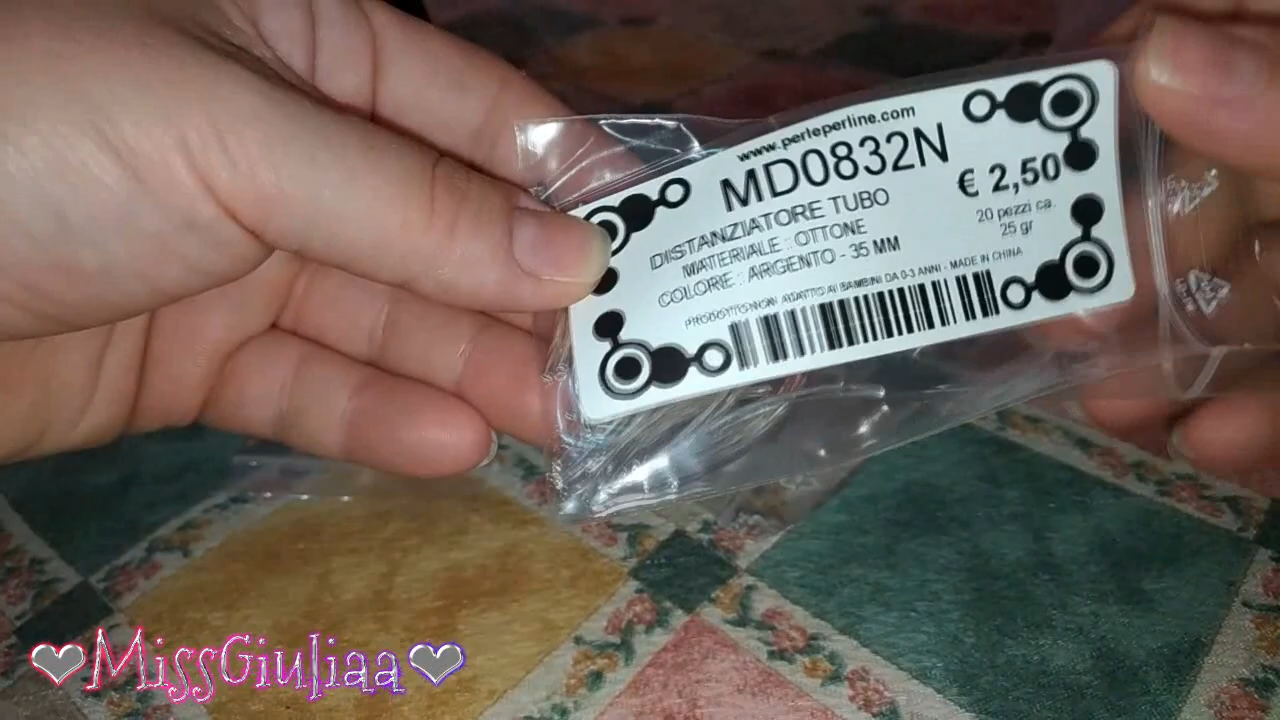 www.perleperline.com
MD0832N
€ 2,50
DISTANZIATORE TUBO
MATERIALE : OTTONE
COLORE : ARGENTO - 35 MM
20 pezzi ca.
25 gr
PRODOTTO NON ADATTO AI BAMBINI DA 0-3 ANNI - MADE IN CHINA
MissGiuliaa